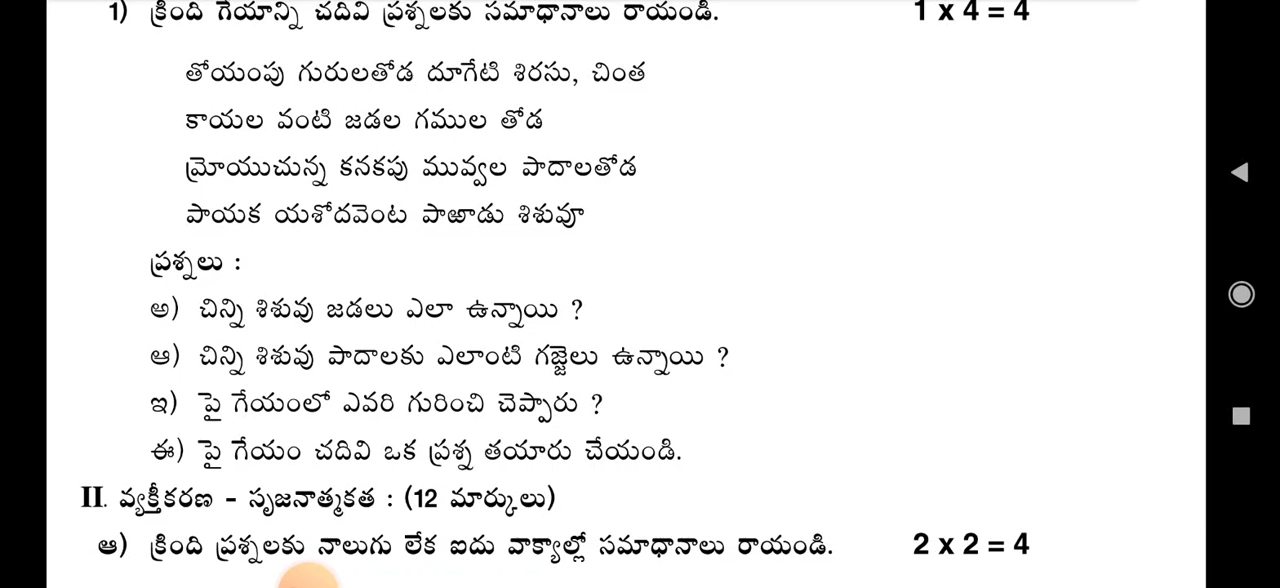 1) క్రింది గేయాన్ని చదివి ప్రశ్నలకు సమాధానాలు రాయండి. 1 x 4 = 4
తోయంపు గురులతోడ దూగేటి శిరసు, చింత
కాయల వంటి జడల గముల తోడ
మ్రోయుచున్న కనకపు మువ్వల పాదాలతోడ
పాయక యశోదవెంట పాఱాడు శిశువూ
ప్రశ్నలు :
అ) చిన్ని శిశువు జడలు ఎలా ఉన్నాయి ?
ఆ) చిన్ని శిశువు పాదాలకు ఎలాంటి గజ్జెలు ఉన్నాయి ?
ఇ) పై గేయంలో ఎవరి గురించి చెప్పారు ?
ఈ) పై గేయం చదివి ఒక ప్రశ్న తయారు చేయండి.
II. వ్యక్తీకరణ - సృజనాత్మకత : (12 మార్కులు)
ఆ) క్రింది ప్రశ్నలకు నాలుగు లేక ఐదు వాక్యాల్లో సమాధానాలు రాయండి. 2 x 2 = 4